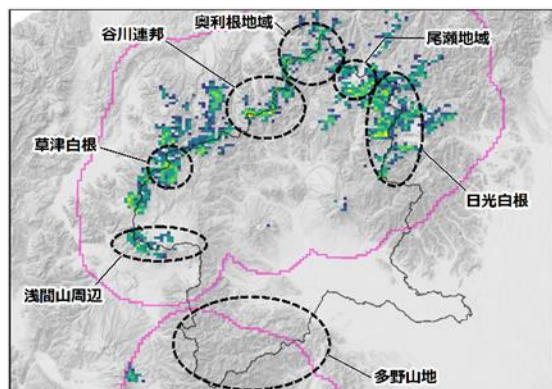 奥利根地域
谷川連邦
尾瀬地域
草津白根
日光白根
浅間山周辺
多野山地